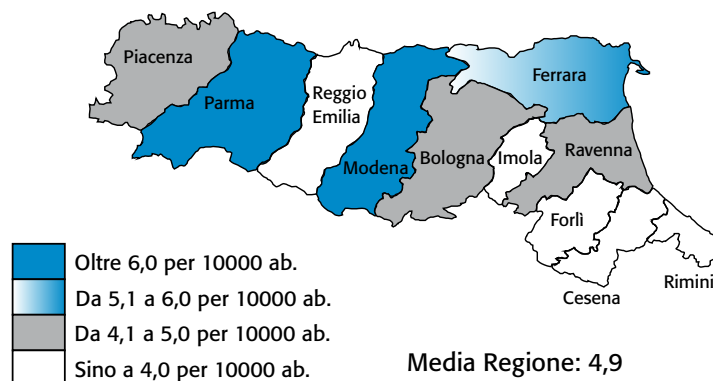 Piacenza
Parma
Reggio
Emilia
Modena
Bologna
Ferrara
Imola
Ravenna
Forlì
Cesena
Rimini
Oltre 6,0 per 10000 ab.
Da 5,1 a 6,0 per 10000 ab.
Da 4,1 a 5,0 per 10000 ab.
Sino a 4,0 per 10000 ab.
Media Regione: 4,9